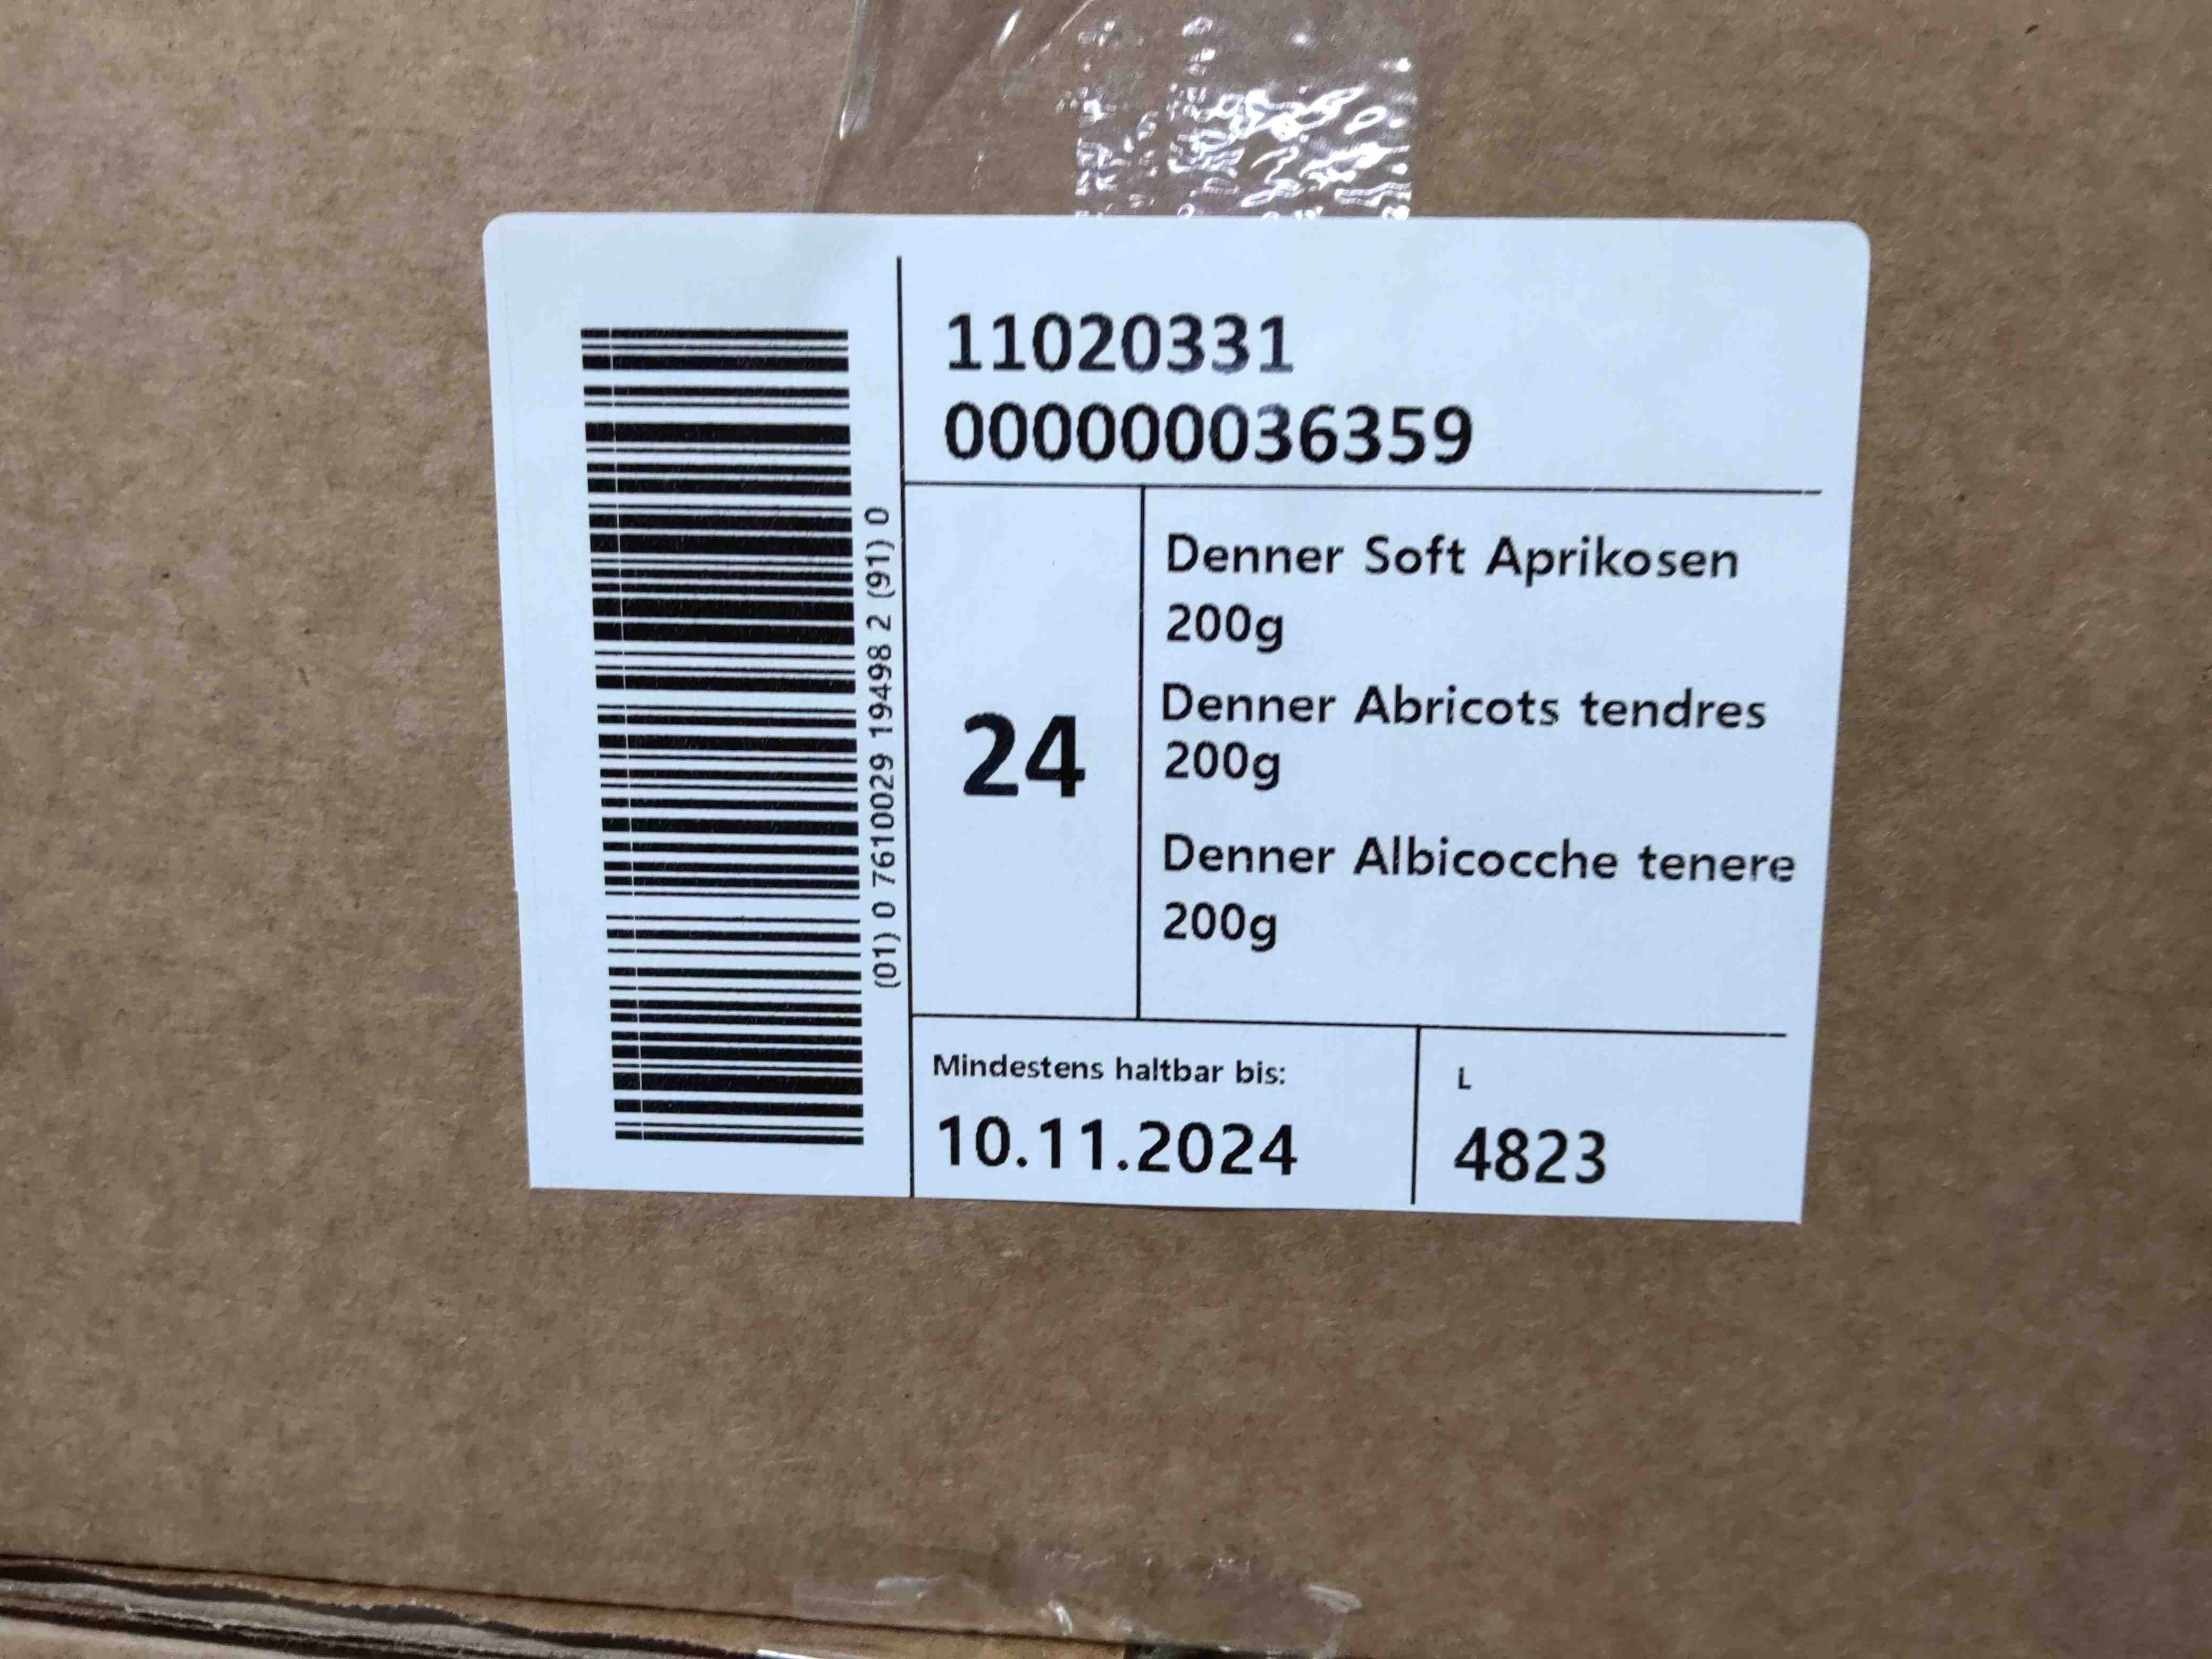 11020331
000000036359
(01) 0 7610029 19498 2 (91) 0
24
Denner Soft Aprikosen
200g
Denner Abricots tendres
200g
Denner Albicocche tenere
200g
Mindestens haltbar bis:
10.11.2024
L
4823